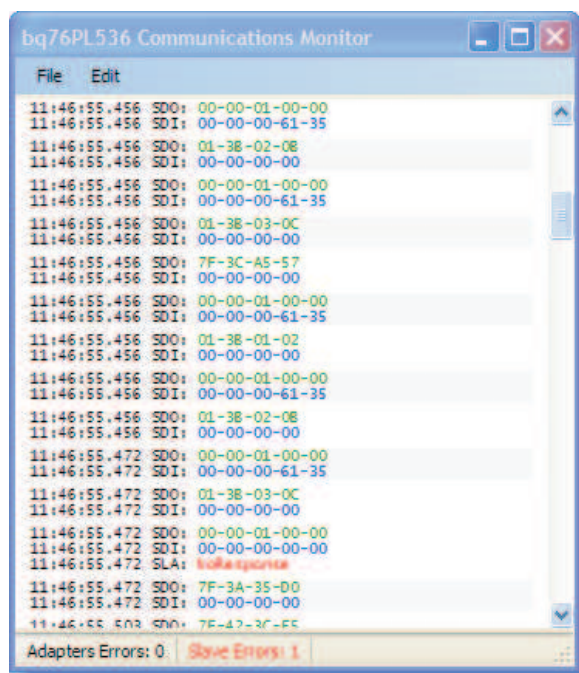 bq76PL536 Communications Monitor
File Edit
11:46:55.456 SDO: 00-00-01-00-00
11:46:55.456 SDI: 00-00-00-61-35
11:46:55.456 SDO: 01-3B-02-0B
11:46:55.456 SDI: 00-00-00-00
11:46:55.456 SDO: 00-00-01-00-00
11:46:55.456 SDI: 00-00-00-61-35
11:46:55.456 SDO: 01-3B-03-0C
11:46:55.456 SDI: 00-00-00-00
11:46:55.456 SDO: 7F-3C-A5-57
11:46:55.456 SDI: 00-00-00-00
11:46:55.456 SDO: 00-00-01-00-00
11:46:55.456 SDI: 00-00-00-61-35
11:46:55.456 SDO: 01-3B-01-02
11:46:55.456 SDI: 00-00-00-00
11:46:55.456 SDO: 00-00-01-00-00
11:46:55.456 SDI: 00-00-00-61-35
11:46:55.456 SDO: 01-3B-02-0B
11:46:55.456 SDI: 00-00-00-00
11:46:55.472 SDO: 00-00-01-00-00
11:46:55.472 SDI: 00-00-00-61-35
11:46:55.472 SDO: 01-3B-03-0C
11:46:55.472 SDI: 00-00-00-00
11:46:55.472 SDO: 00-00-01-00-00
11:46:55.472 SDI: 00-00-00-00-00
11:46:55.472 SLA: NoResponse
11:46:55.472 SDO: 7F-3A-35-D0
11:46:55.472 SDI: 00-00-00-00
11:46:55.503 SDO: 7F-42-3C-F5
Adapters Errors: 0 Slave Errors: 1